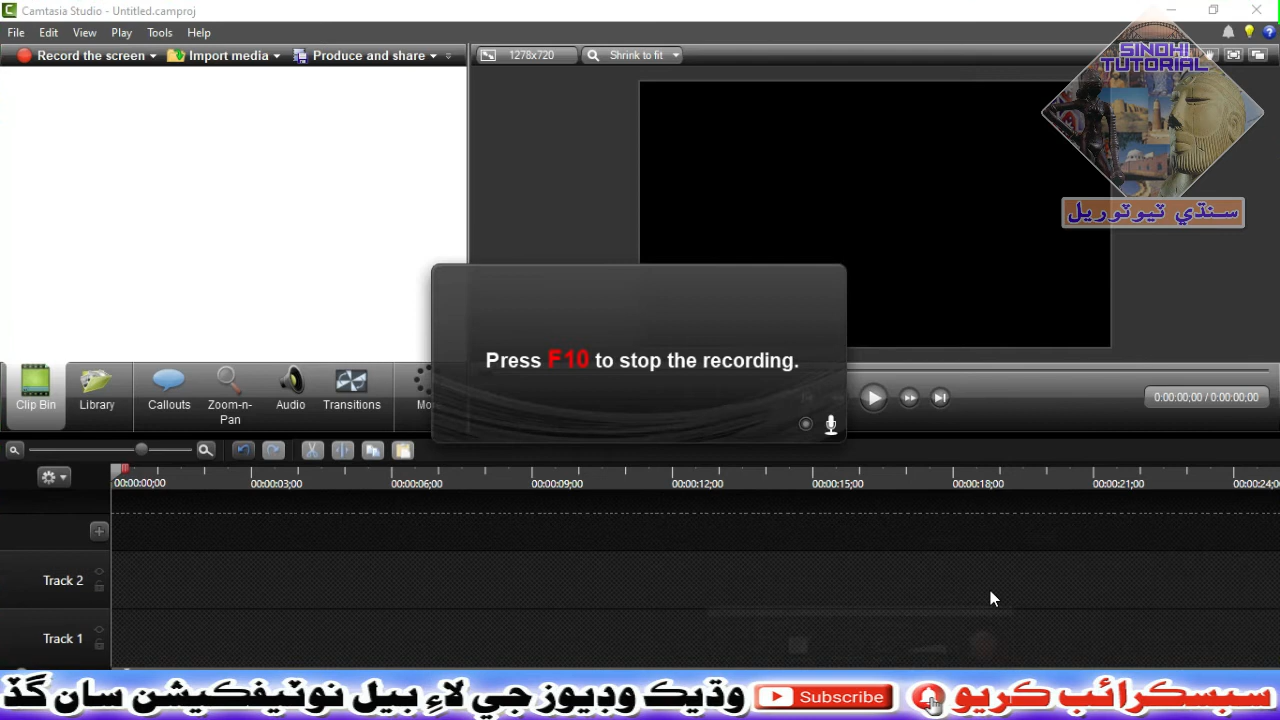 Camtasia Studio - Untitled.camproj
File Edit View Play Tools Help
Record the screen Import media Produce and share
1278x720 Shrink to fit
SINDHI
TUTORIAL
سنڌي ٽيوٽوريل
Press F10 to stop the recording.
Clip Bin Library Callouts Zoom-n-Pan Audio Transitions Mo
0:00:00;00 / 0:00:00;00
00:00:00;00 00:00:03;00 00:00:06;00 00:00:09;00 00:00:12;00 00:00:15;00 00:00:18;00 00:00:21;00 00:00:24;00
Track 2
Track 1
سبسڪرائب ڪريو Subscribe وڌيڪ وڊيوز جي لاءِ بيل نوٽيفڪيشن سان گڏ